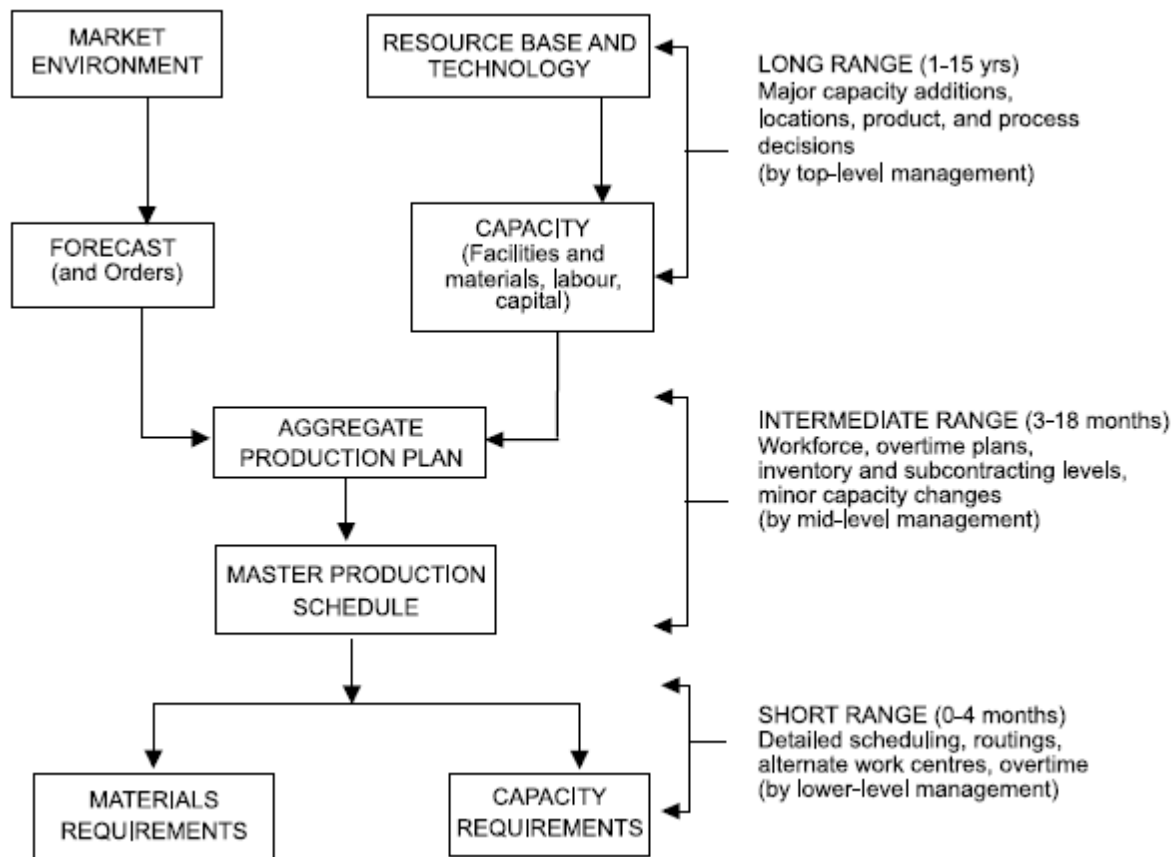 MARKET
ENVIRONMENT
RESOURCE BASE AND
TECHNOLOGY
LONG RANGE (1-15 yrs)
Major capacity additions,
locations, product, and process
decisions
(by top-level management)
FORECAST
(and Orders)
CAPACITY
(Facilities and
materials, labour,
capital)
AGGREGATE
PRODUCTION PLAN
INTERMEDIATE RANGE (3-18 months)
Workforce, overtime plans,
inventory and subcontracting levels,
minor capacity changes
(by mid-level management)
MASTER PRODUCTION
SCHEDULE
SHORT RANGE (0-4 months)
Detailed scheduling, routings,
alternate work centres, overtime
(by lower-level management)
MATERIALS
REQUIREMENTS
CAPACITY
REQUIREMENTS